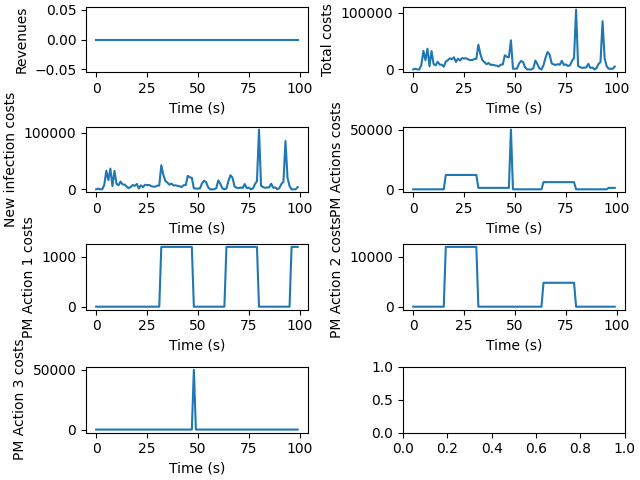 Revenues
0.05
0.00
−0.05
0 25 50 75 100
Time (s)
Total costs
100000
0
0 25 50 75 100
Time (s)
New infection costs
100000
0
0 25 50 75 100
Time (s)
PM Actions costs
50000
0
0 25 50 75 100
Time (s)
PM Action 1 costs
1000
0
0 25 50 75 100
Time (s)
PM Action 2 costs
10000
0
0 25 50 75 100
Time (s)
PM Action 3 costs
50000
0
0 25 50 75 100
Time (s)
1.0
0.5
0.0
0.0 0.2 0.4 0.6 0.8 1.0